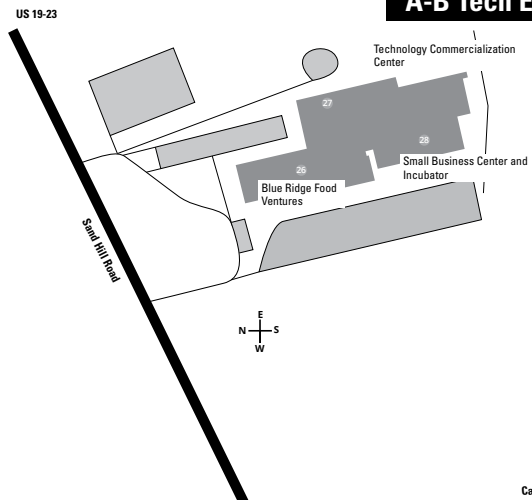 US 19-23
A-B Tech E
Technology Commercialization
Center
27
28
Small Business Center and
Incubator
26
Blue Ridge Food
Ventures
Sand Hill Road
E
N S
W
Ca